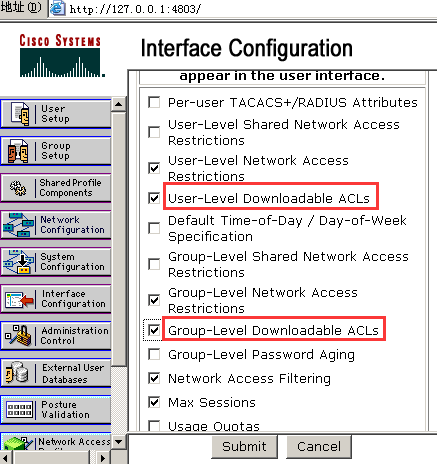 地址(D)
http://127.0.0.1:4803/
CISCO SYSTEMS
Interface Configuration
appear in the user interface.
User
Setup
Group
Setup
Shared Profile
Components
Network
Configuration
System
Configuration
Interface
Configuration
Administration
Control
External User
Databases
Posture
Validation
Network Access
Per-user TACACS+/RADIUS Attributes
User-Level Shared Network Access
Restrictions
User-Level Network Access
Restrictions
User-Level Downloadable ACLs
Default Time-of-Day / Day-of-Week
Specification
Group-Level Shared Network Access
Restrictions
Group-Level Network Access
Restrictions
Group-Level Downloadable ACLs
Group-Level Password Aging
Network Access Filtering
Max Sessions
Usage Quotas
Submit
Cancel